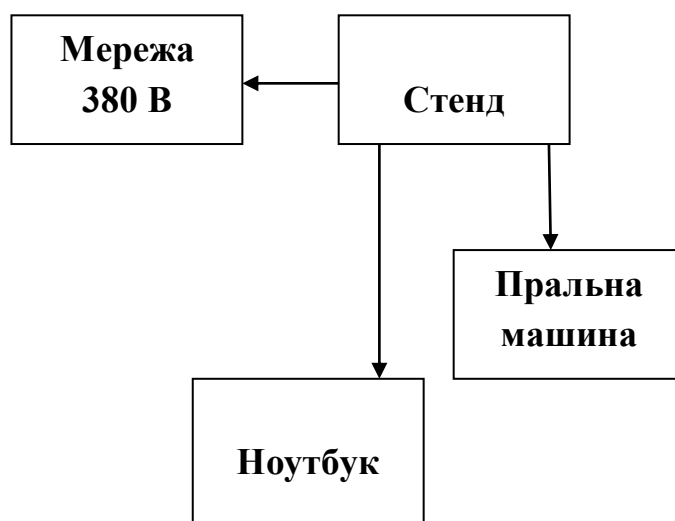 Мережа
380 В
Стенд
Пральна
машина
Ноутбук